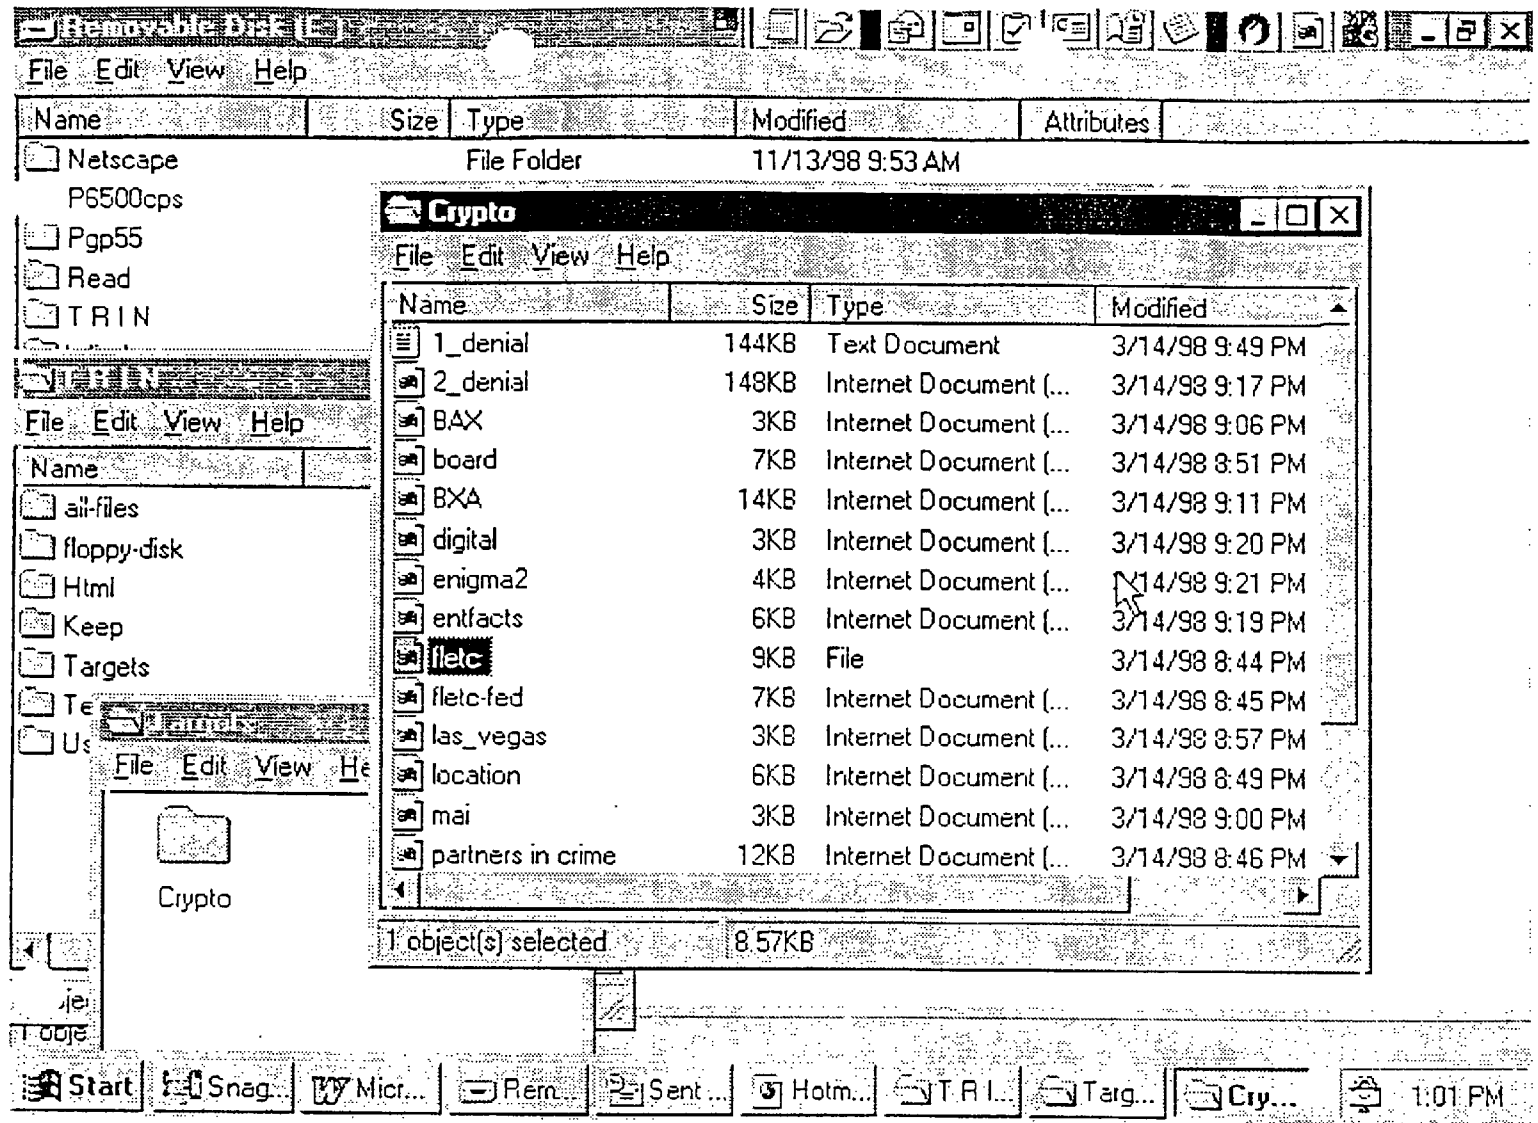 Removable Disk (E:)
File Edit View Help
Name Size Type Modified Attributes
Netscape File Folder 11/13/98 9:53 AM
P6500cps
Pgp55
Read
T R I N
T R I N
File Edit View Help
Name
all-files
floppy-disk
Html
Keep
Targets
Te
Us
Targets
File Edit View He
Crypto
Crypto
File Edit View Help
Name Size Type Modified
1_denial 144KB Text Document 3/14/98 9:49 PM
2_denial 148KB Internet Document (... 3/14/98 9:17 PM
BAX 3KB Internet Document (... 3/14/98 9:06 PM
board 7KB Internet Document (... 3/14/98 8:51 PM
BXA 14KB Internet Document (... 3/14/98 9:11 PM
digital 3KB Internet Document (... 3/14/98 9:20 PM
enigma2 4KB Internet Document (... 3/14/98 9:21 PM
entfacts 6KB Internet Document (... 3/14/98 9:19 PM
fletc 9KB File 3/14/98 8:44 PM
fletc-fed 7KB Internet Document (... 3/14/98 8:45 PM
las_vegas 3KB Internet Document (... 3/14/98 8:57 PM
location 6KB Internet Document (... 3/14/98 8:49 PM
mai 3KB Internet Document (... 3/14/98 9:00 PM
partners in crime 12KB Internet Document (... 3/14/98 8:46 PM
1 object(s) selected 8.57KB
1 obje
Start Snag... Micr... Rem... Sent ... Hotm... T R I... Targ... Cry... 1:01 PM